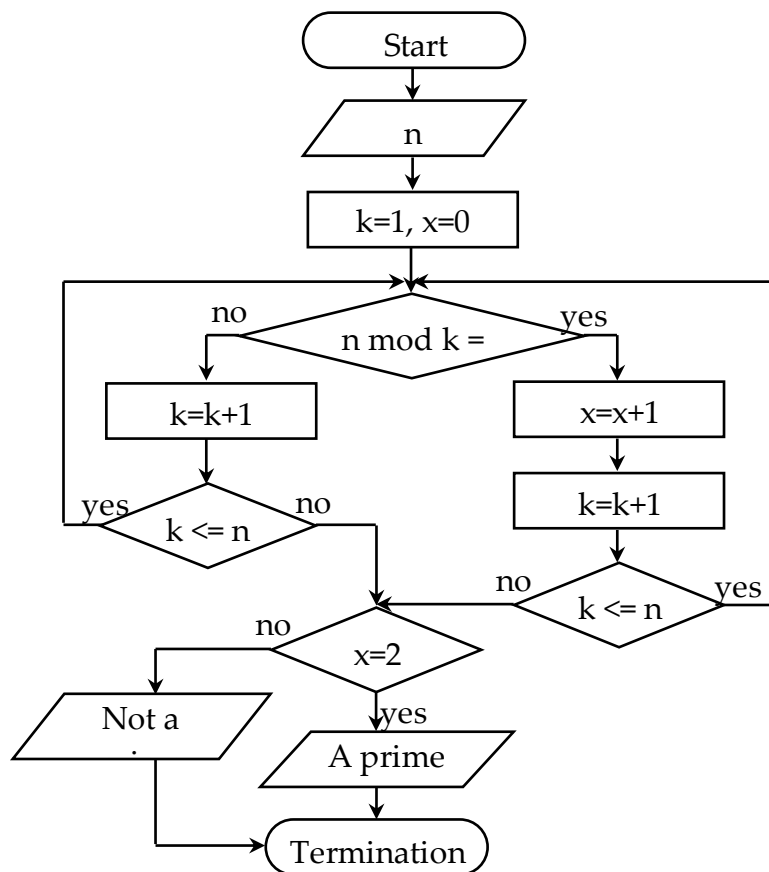 Start
n
k=1, x=0
no
yes
n mod k =
k=k+1
x=x+1
k=k+1
yes
k <= n
no
no
k <= n
yes
no
x=2
Not a
.
yes
A prime
Termination